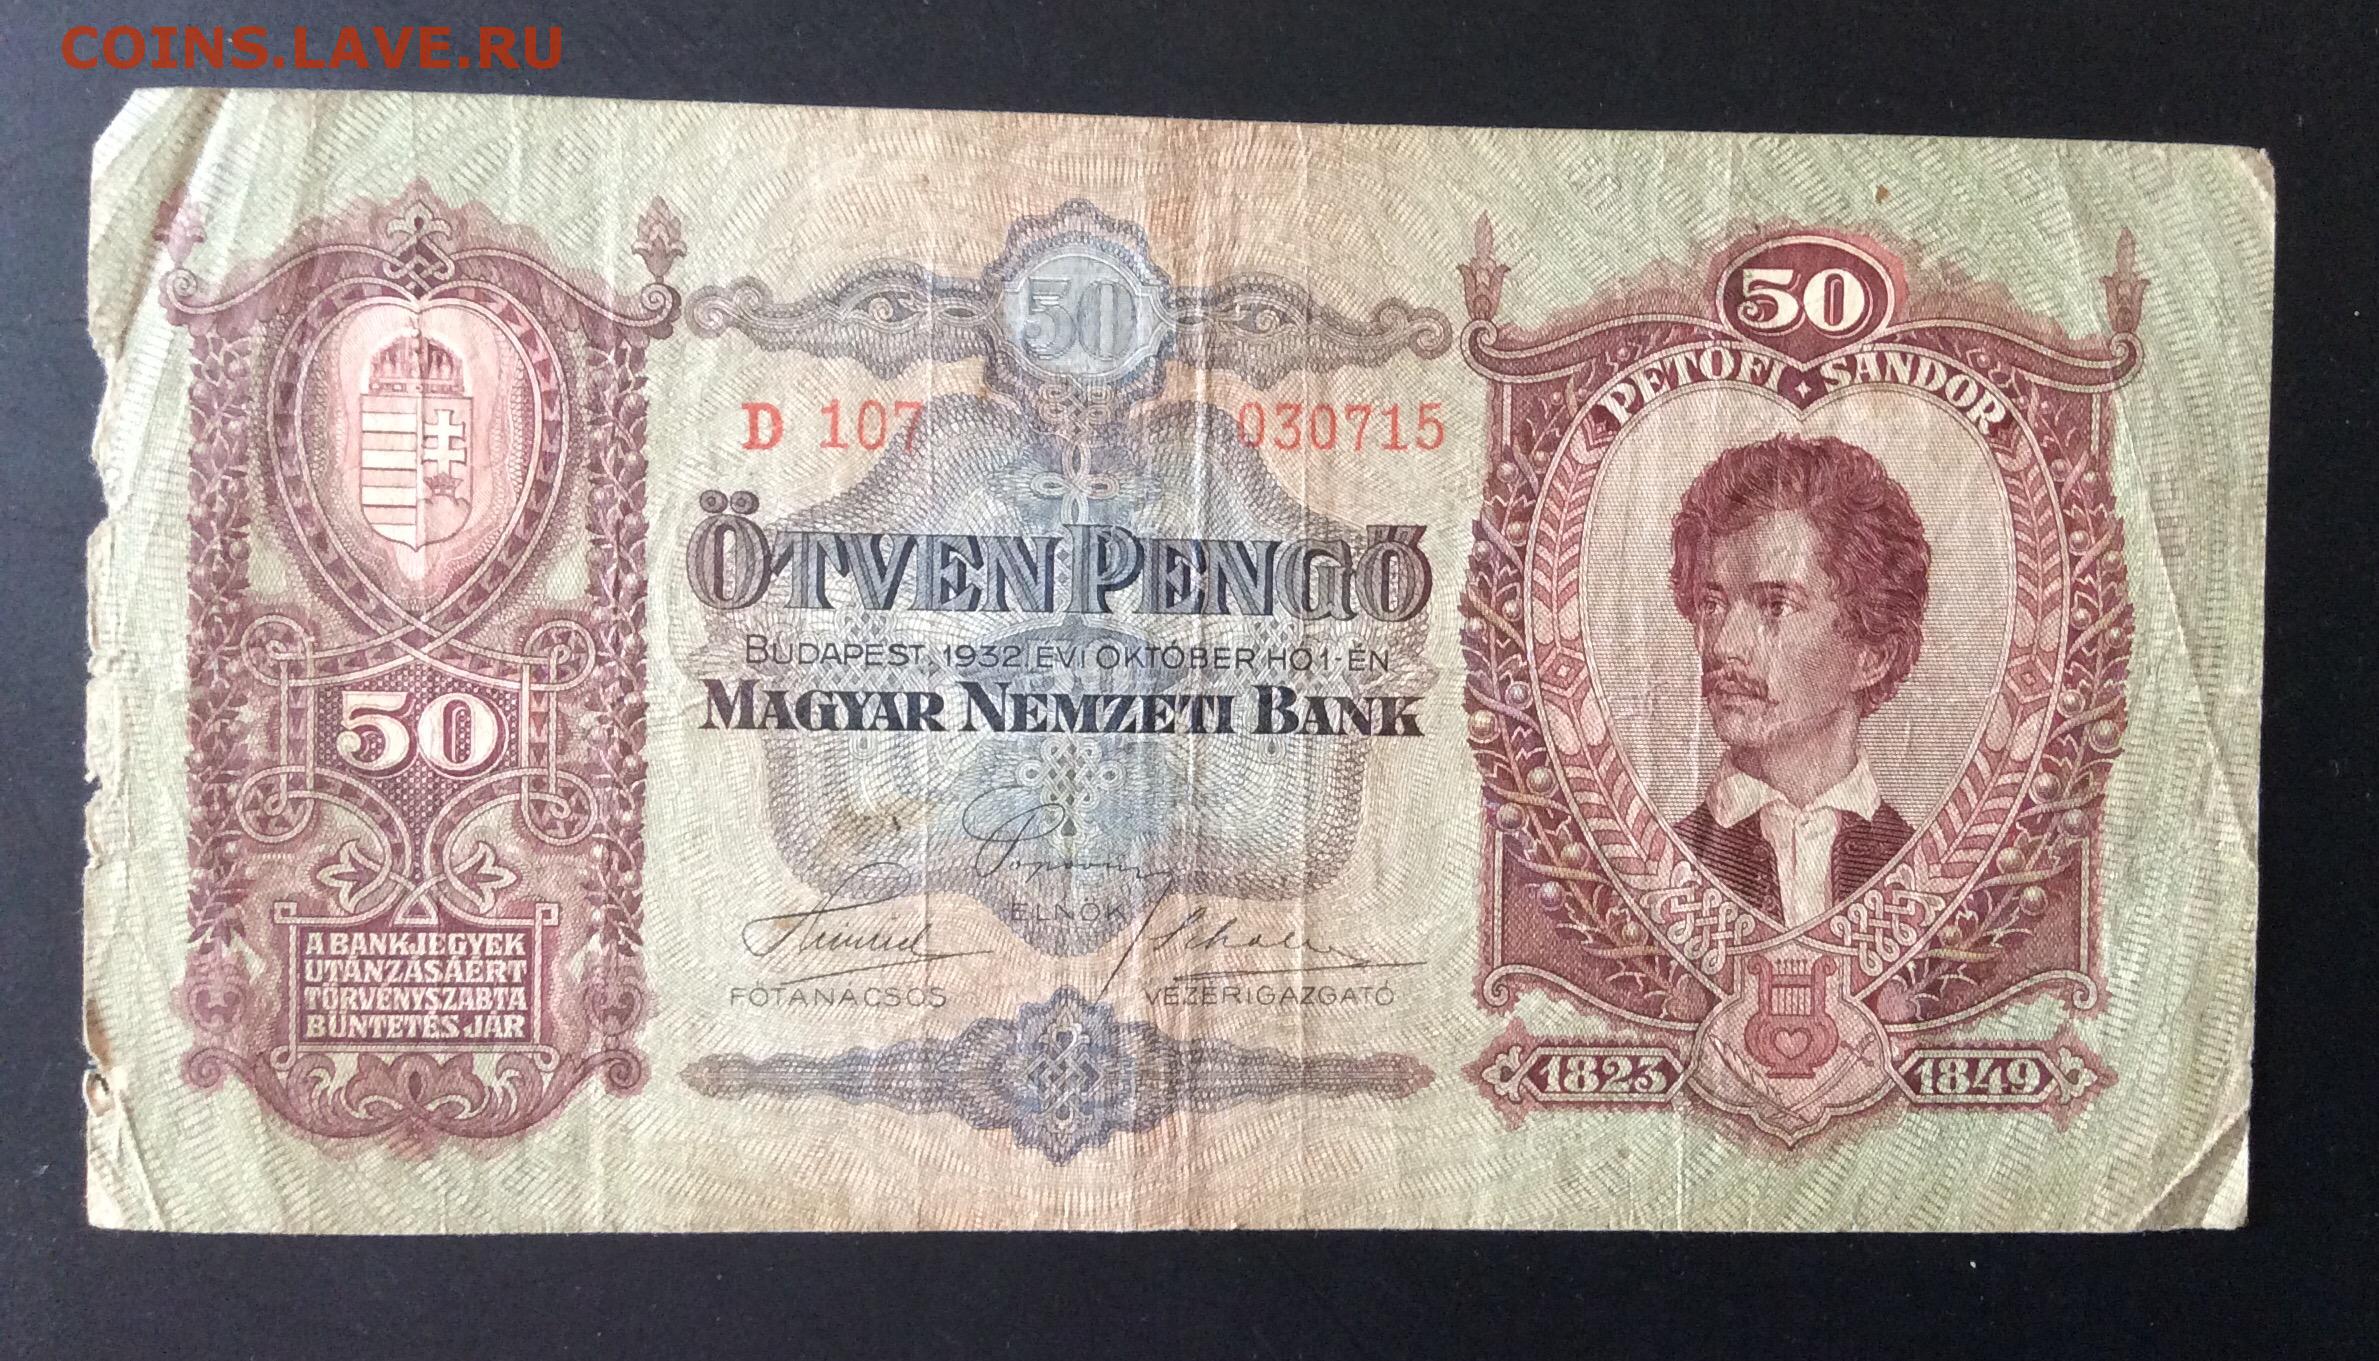 COINS.LAVE.RU
50
50
PETŐFI SÁNDOR
D 107 030715
ÖTVEN PENGŐ
BUDAPEST, 1932. ÉVI OKTÓBER HÓ 1-ÉN
MAGYAR NEMZETI BANK
50
ELNÖK
FŐTANÁCSOS VEZÉRIGAZGATÓ
A BANKJEGYEK
UTÁNZÁSÁÉRT
TÖRVÉNYSZABTA
BÜNTETÉS JÁR
1823 1849